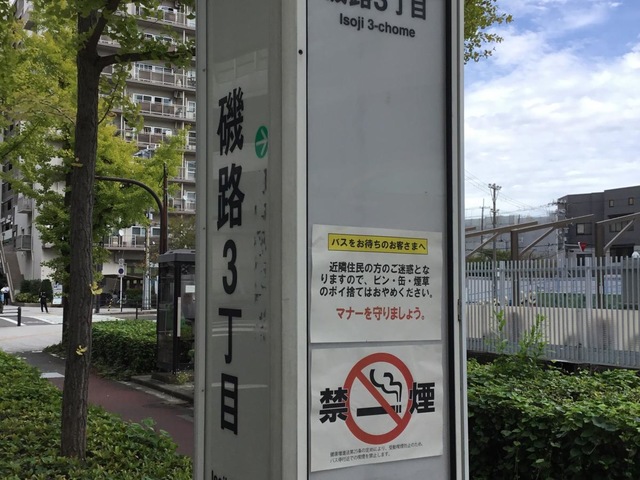 磯路3丁目
Isoji 3-chome
磯路3丁目
バスをお待ちのお客さまへ
近隣住民の方のご迷惑とな
りますので、ビン・缶・煙草
のポイ捨てはおやめください。
マナーを守りましょう。
禁煙